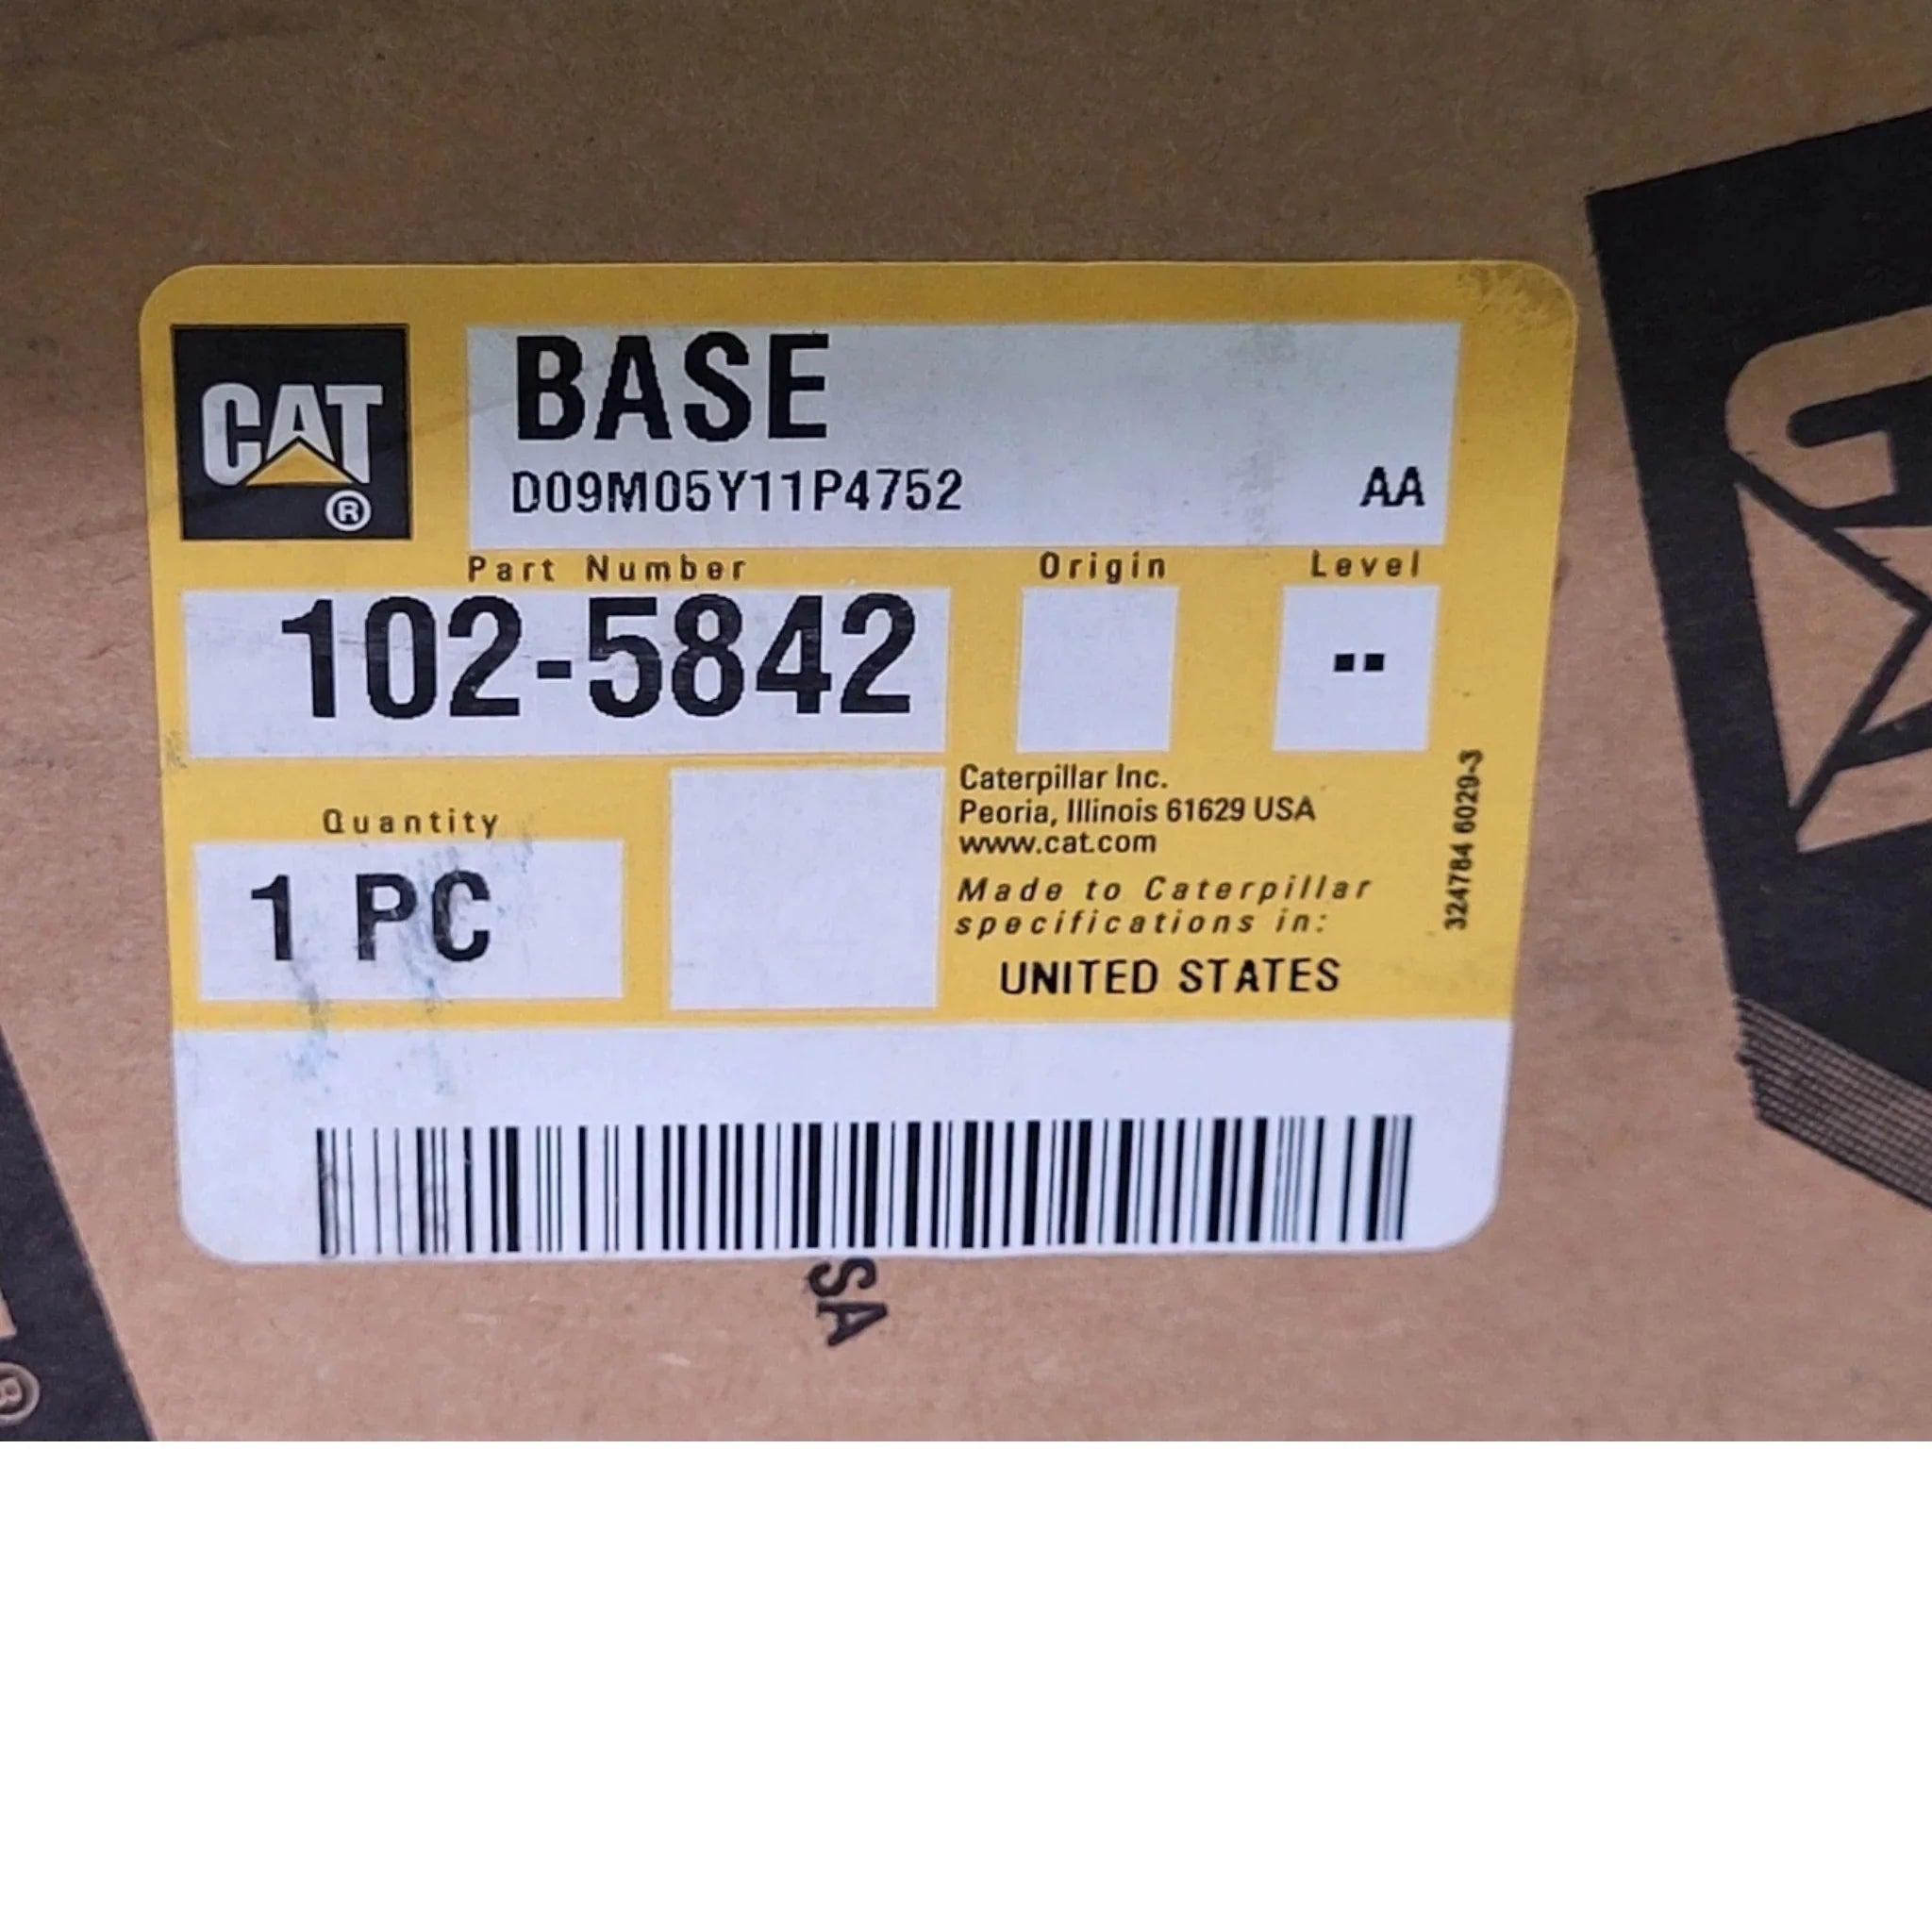 CAT
®
BASE
D09M05Y11P4752 AA
Part Number Origin Level
102-5842 --
Quantity
1 PC
Caterpillar Inc.
Peoria, Illinois 61629 USA
www.cat.com
Made to Caterpillar
specifications in:
UNITED STATES
324784 6029-3
SA
®